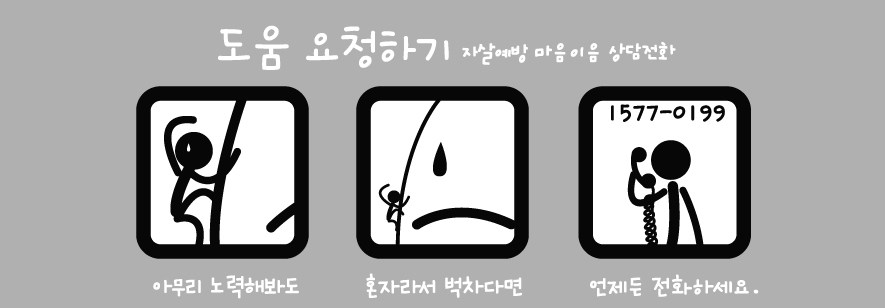 도움 요청하기 자살예방 마음이음 상담전화
1577-0199
아무리 노력해봐도
혼자라서 벅차다면
언제든 전화하세요.